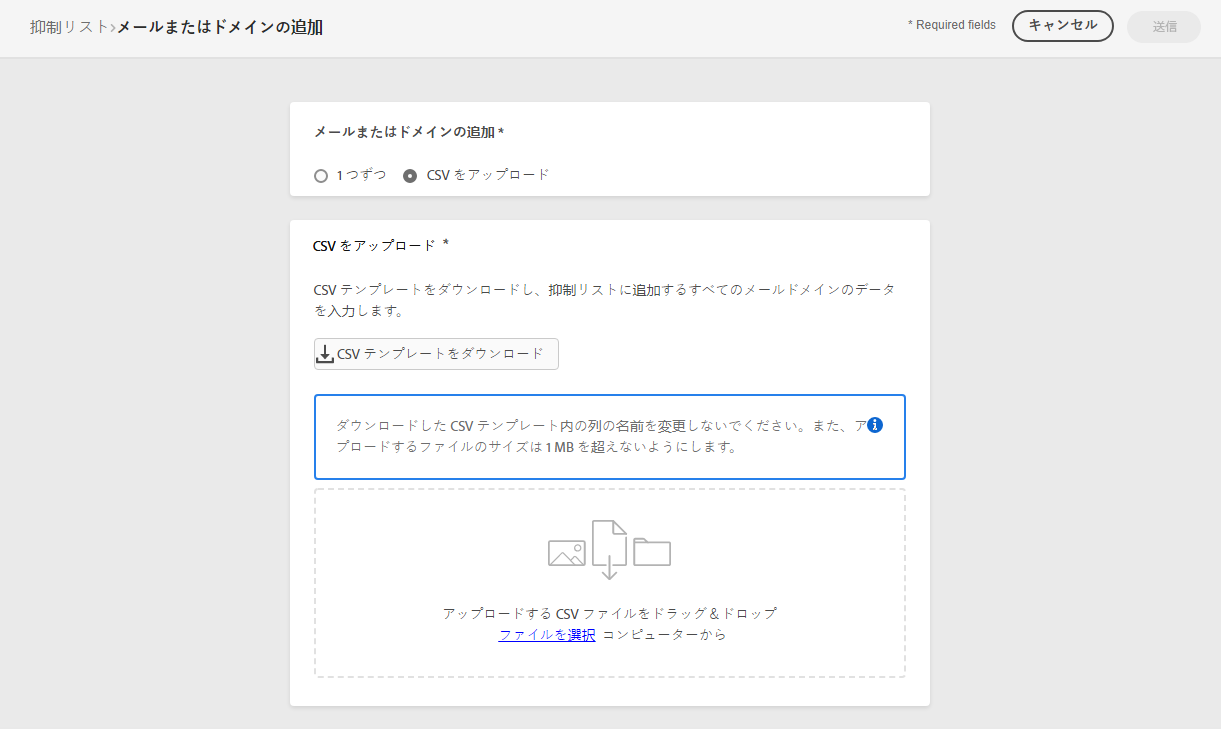 抑制リスト›メールまたはドメインの追加
* Required fields
キャンセル
送信
メールまたはドメインの追加 *
1 つずつ
CSV をアップロード
CSV をアップロード *
CSV テンプレートをダウンロードし、抑制リストに追加するすべてのメールドメインのデータ
を入力します。
CSV テンプレートをダウンロード
ダウンロードした CSV テンプレート内の列の名前を変更しないでください。また、ア
プロードするファイルのサイズは 1 MB を超えないようにします。
アップロードする CSV ファイルをドラッグ＆ドロップ
ファイルを選択 コンピューターから